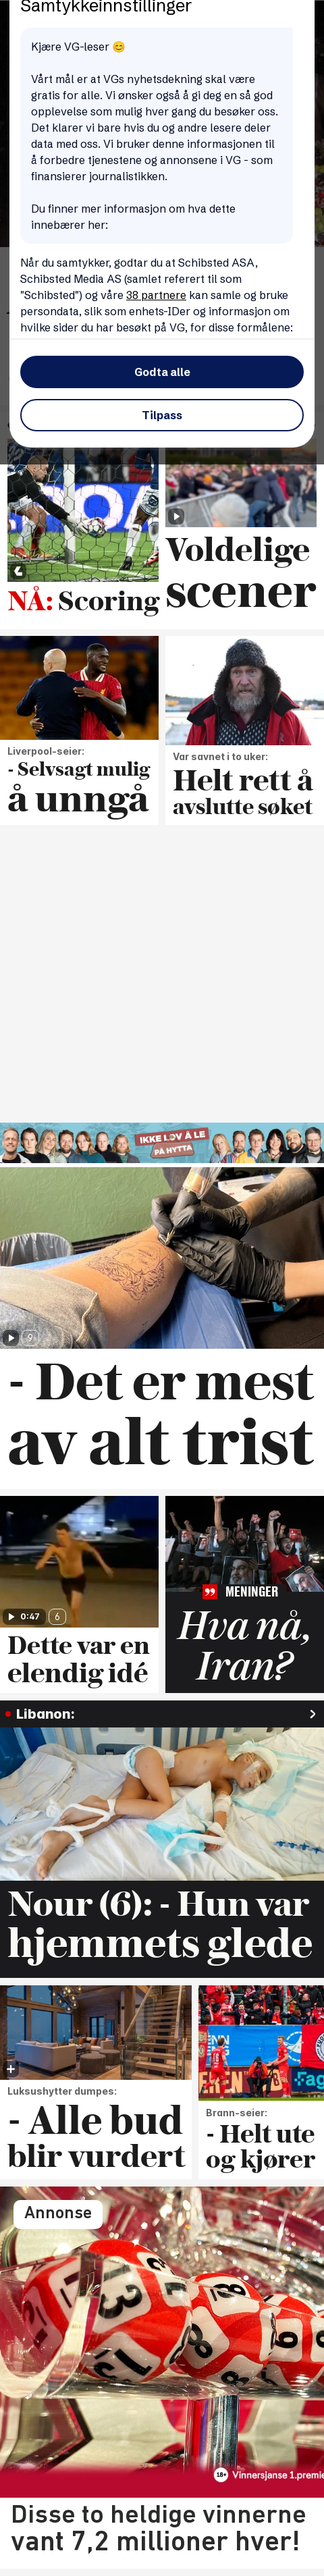 Samtykkeinnstillinger
Kjære VG-leser 😊
Vårt mål er at VGs nyhetsdekning skal være
gratis for alle. Vi ønsker også å gi deg en så god
opplevelse som mulig hver gang du besøker oss.
Det klarer vi bare hvis du og andre lesere deler
data med oss. Vi bruker denne informasjonen til
å forbedre tjenestene og annonsene i VG - som
finansierer journalistikken.
Du finner mer informasjon om hva dette
innebærer her:
Når du samtykker, godtar du at Schibsted ASA,
Schibsted Media AS (samlet referert til som
"Schibsted") og våre 38 partnere kan samle og bruke
persondata, slik som enhets-IDer og informasjon om
hvilke sider du har besøkt på VG, for disse formålene:
Godta alle
Tilpass
NÅ: Scoring
Voldelige
scener
Liverpool-seier:
- Selvsagt mulig
å unngå
Var savnet i to uker:
Helt rett å
avslutte søket
IKKE LOV Å LE
PÅ HYTTA
9
- Det er mest
av alt trist
0:47
6
Dette var en
elendig idé
MENINGER
Hva nå,
Iran?
Libanon:
Nour (6): - Hun var
hjemmets glede
Luksushytter dumpes:
- Alle bud
blir vurdert
Brann-seier:
- Helt ute
og kjører
Annonse
18+ Vinnersjanse 1.premie
Disse to heldige vinnerne
vant 7,2 millioner hver!